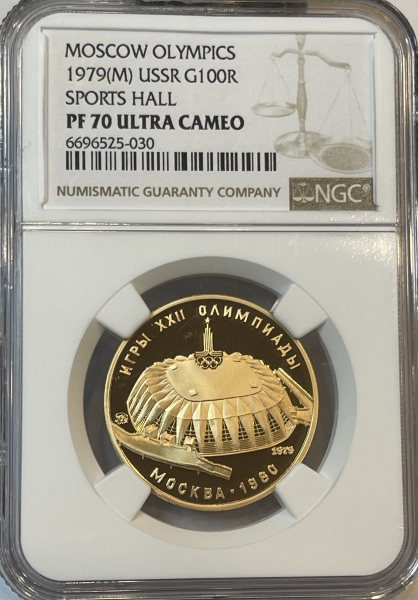 MOSCOW OLYMPICS
1979(M) USSR G100R
SPORTS HALL
PF 70 ULTRA CAMEO
6696525-030
NUMISMATIC GUARANTY COMPANY
NGC
ИГРЫ XXII ОЛИМПИАДЫ
1979
МОСКВА·1980